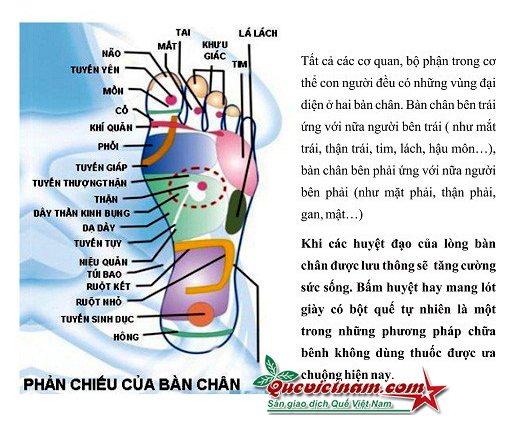 LÁ LÁCH
TAI
NÃO
MẮT
KHỨU
GIÁC
TIM
TUYẾN YÊN
MỒN
CỔ
KHÍ QUẢN
PHỔI
TUYẾN GIÁP
TUYẾN THƯỢNG THẬN
THẬN
DÂY THẦN KINH BỤNG
DẠ DÀY
TUYẾN TỤY
NIỆU QUẢN
TÚI BAO
RUỘT KẾT
RUỘT NHỎ
TUYẾN SINH DỤC
HÔNG
PHẢN CHIẾU CỦA BÀN CHÂN
Tất cả các cơ quan, bộ phận trong cơ
thể con người đều có những vùng đại
diện ở hai bàn chân. Bàn chân bên trái
ứng với nữa người bên trái ( như mắt
trái, thận trái, tim, lách, hậu môn…),
bàn chân bên phải ứng với nữa người
bên phải (như mặt phải, thận phải,
gan, mật…)
Khi các huyệt đạo của lòng bàn
chân được lưu thông sẽ tăng cường
sức sống. Bấm huyệt hay mang lót
giày có bột quế tự nhiên là một
trong những phương pháp chữa
bênh không dùng thuốc được ưa
chuộng hiện nay.
Quevietnam.com
Sàn giao dịch Quế Việt Nam